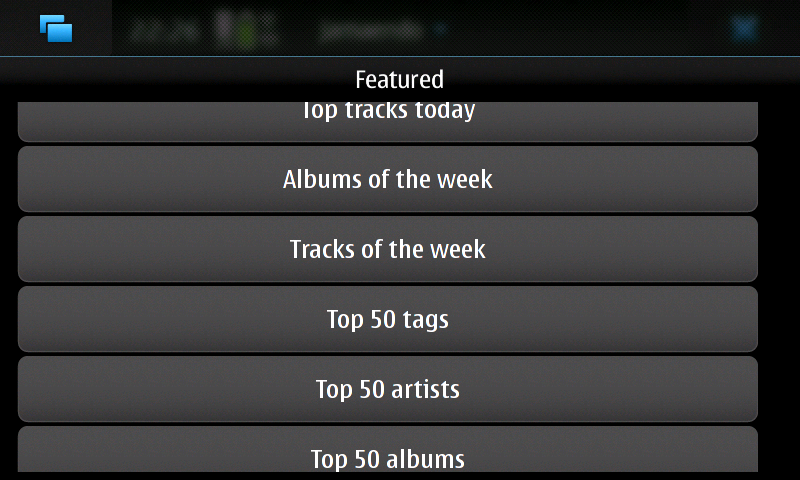 Featured
Top tracks today
Albums of the week
Tracks of the week
Top 50 tags
Top 50 artists
Top 50 albums